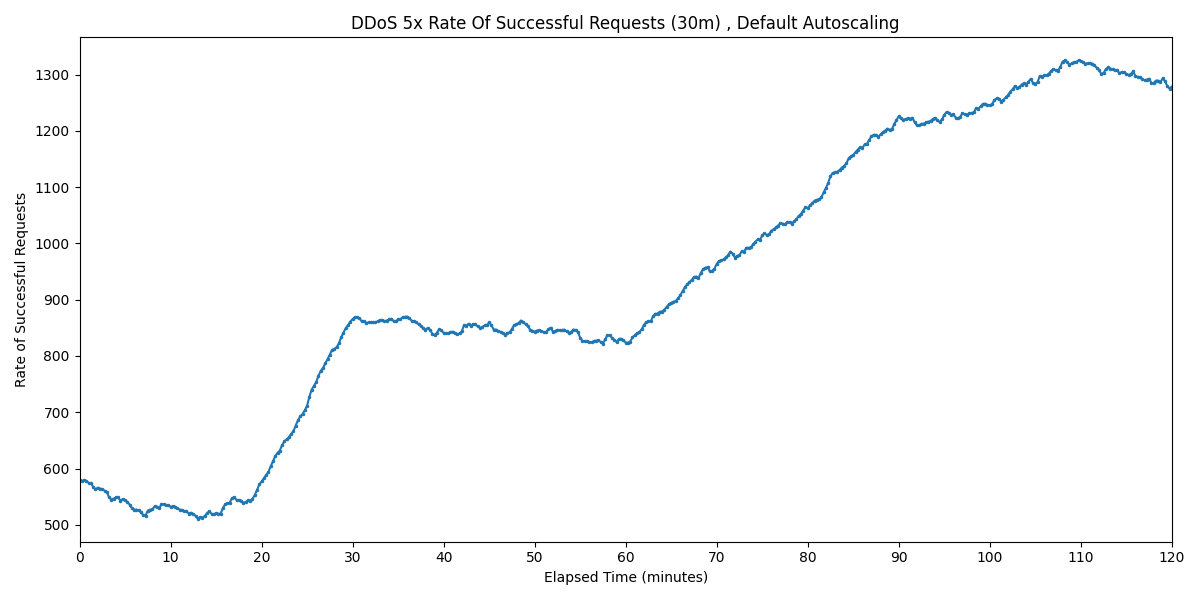 DDoS 5x Rate Of Successful Requests (30m) , Default Autoscaling
Rate of Successful Requests
1300
1200
1100
1000
900
800
700
600
500
0 10 20 30 40 50 60 70 80 90 100 110 120
Elapsed Time (minutes)